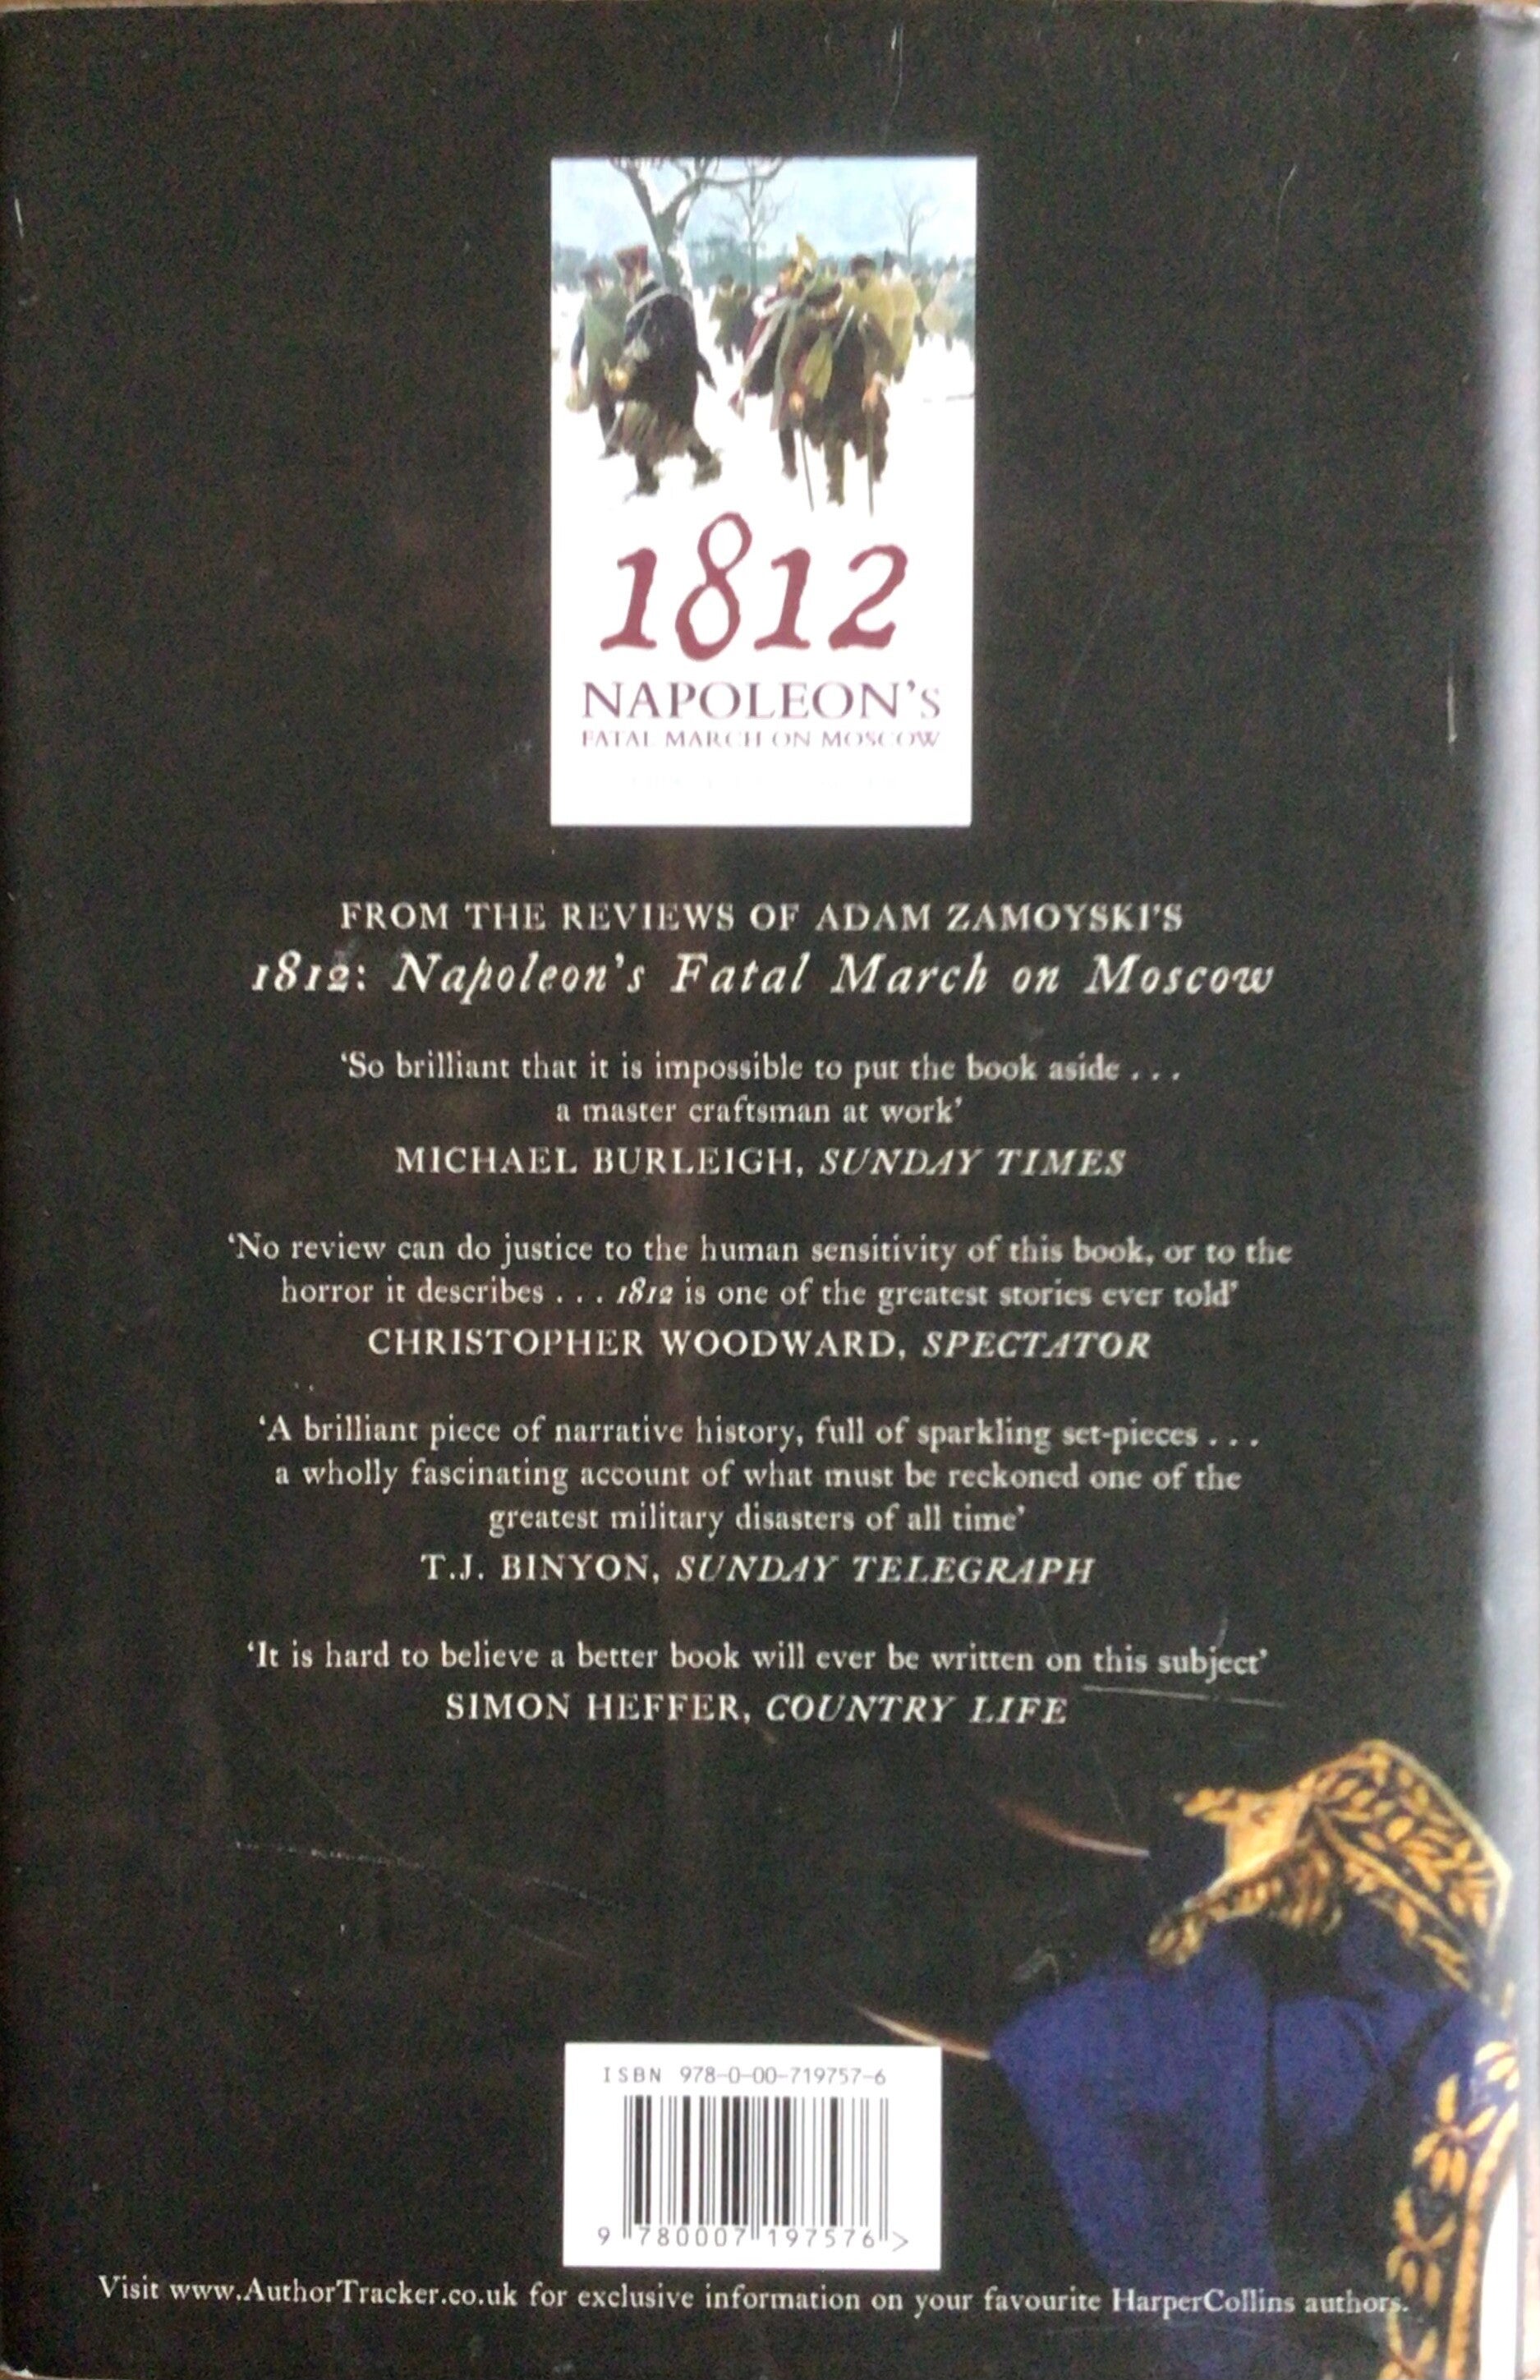 1812
NAPOLEON's
FATAL MARCH ON MOSCOW
FROM THE REVIEWS OF ADAM ZAMOYSKI'S
1812: Napoleon's Fatal March on Moscow
‘So brilliant that it is impossible to put the book aside . . .
a master craftsman at work’
MICHAEL BURLEIGH, SUNDAY TIMES
‘No review can do justice to the human sensitivity of this book, or to the
horror it describes . . . 1812 is one of the greatest stories ever told’
CHRISTOPHER WOODWARD, SPECTATOR
‘A brilliant piece of narrative history, full of sparkling set-pieces . . .
a wholly fascinating account of what must be reckoned one of the
greatest military disasters of all time’
T.J. BINYON, SUNDAY TELEGRAPH
‘It is hard to believe a better book will ever be written on this subject’
SIMON HEFFER, COUNTRY LIFE
ISBN 978-0-00-719757-6
9 780007 197576 >
Visit www.AuthorTracker.co.uk for exclusive information on your favourite HarperCollins authors.